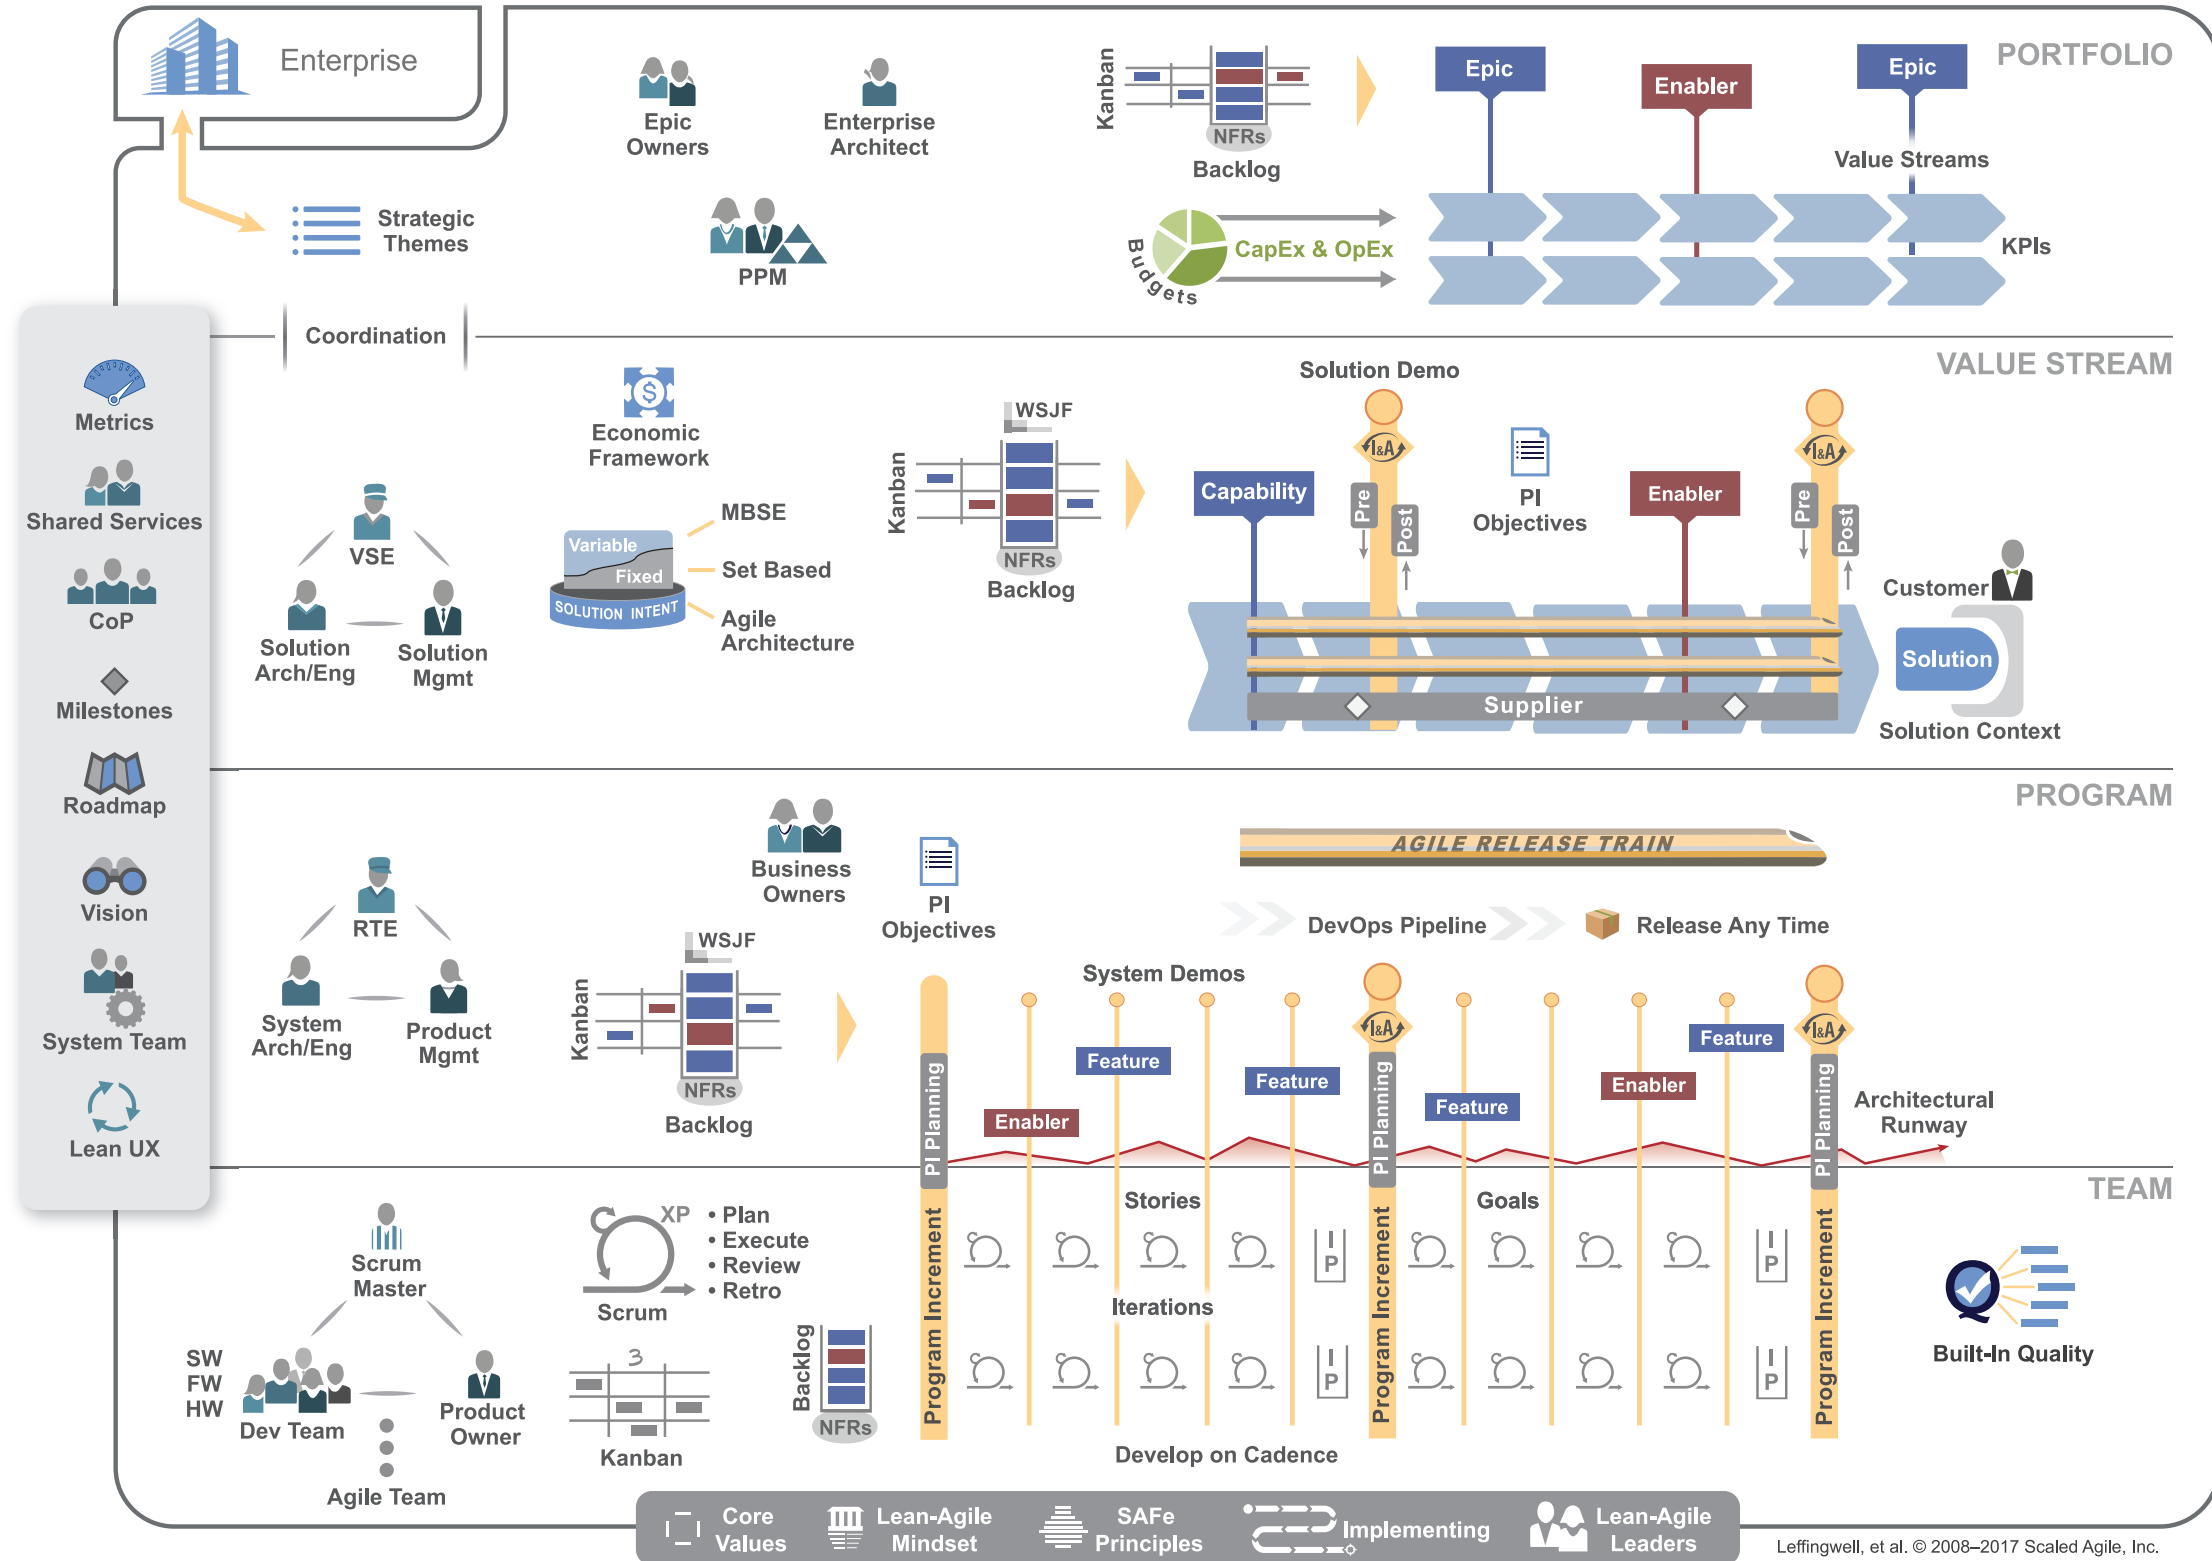 Enterprise
PORTFOLIO
Epic
Owners
Enterprise
Architect
Kanban
NFRs
Backlog
Epic
Enabler
Epic
Value Streams
Strategic
Themes
PPM
Budgets
CapEx & OpEx
KPIs
Coordination
VALUE STREAM
Metrics
Shared Services
CoP
Milestones
Roadmap
Vision
System Team
Lean UX
Economic
Framework
VSE
Solution
Arch/Eng
Solution
Mgmt
Variable
Fixed
SOLUTION INTENT
MBSE
Set Based
Agile
Architecture
Kanban
WSJF
NFRs
Backlog
Solution Demo
I&A
Capability
Pre
Post
PI
Objectives
Enabler
I&A
Pre
Post
Customer
Solution
Solution Context
Supplier
PROGRAM
Business
Owners
PI
Objectives
AGILE RELEASE TRAIN
DevOps Pipeline
Release Any Time
RTE
System
Arch/Eng
Product
Mgmt
Kanban
WSJF
NFRs
Backlog
System Demos
I&A
I&A
Enabler
Feature
Feature
Feature
Enabler
Feature
PI Planning
PI Planning
PI Planning
Architectural
Runway
TEAM
Scrum
Master
SW
FW
HW
Dev Team
Product
Owner
Agile Team
XP
• Plan
• Execute
• Review
• Retro
Scrum
3
Kanban
Backlog
NFRs
Program Increment
Program Increment
Program Increment
Stories
Goals
I
P
I
P
Iterations
I
P
I
P
Develop on Cadence
Built-In Quality
Core
Values
Lean-Agile
Mindset
SAFe
Principles
Implementing
Lean-Agile
Leaders
Leffingwell, et al. © 2008–2017 Scaled Agile, Inc.